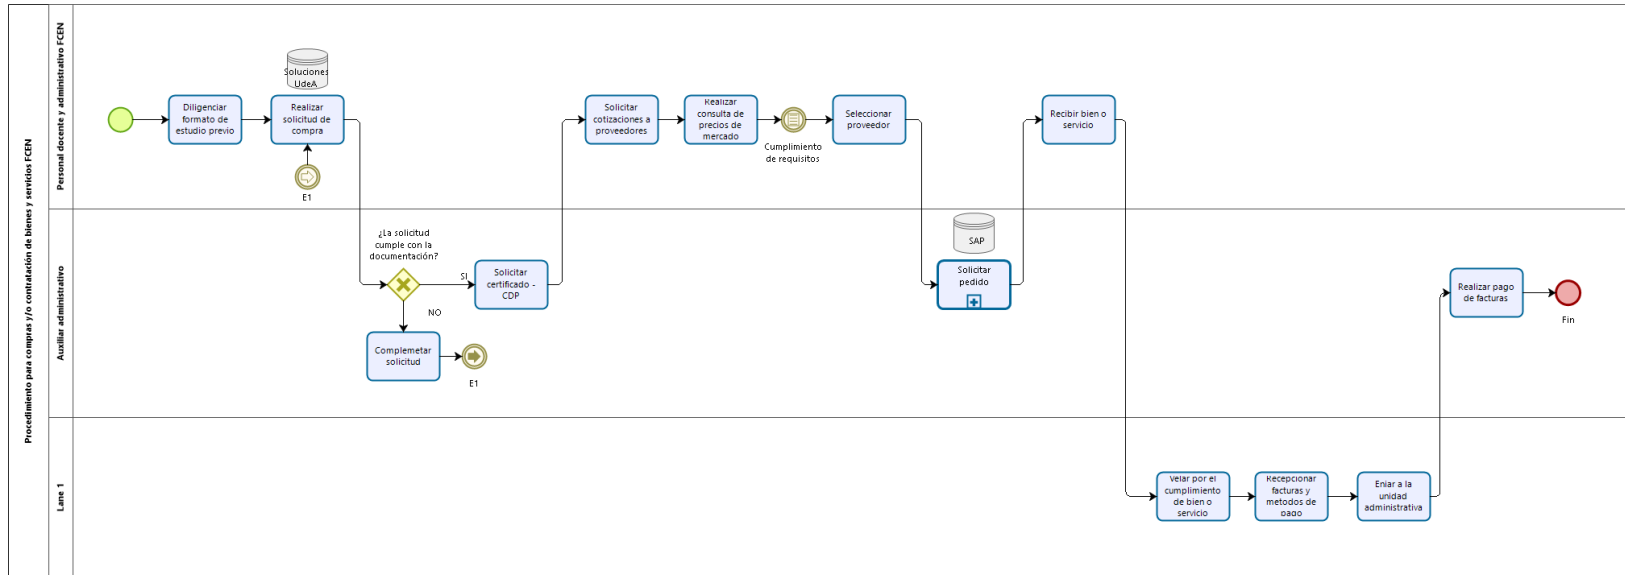 Procedimiento para compras y/o contratación de bienes y servicios FCEN
Personal docente y administrativo FCEN
Soluciones
UdeA
Diligenciar
formato de
estudio previo
Realizar
solicitud de
compra
E1
Solicitar
cotizaciones a
proveedores
Realizar
consulta de
precios de
mercado
Cumplimiento
de requisitos
Seleccionar
proveedor
Recibir bien o
servicio
Auxiliar administrativo
¿La solicitud
cumple con la
documentación?
SI
NO
Solicitar
certificado -
CDP
Complemetar
solicitud
E1
SAP
Solicitar
pedido
Realizar pago
de facturas
Fin
Lane 1
Velar por el
cumplimiento
de bien o
servicio
Recepcionar
facturas y
metodos de
pago
Eniar a la
unidad
administrativa